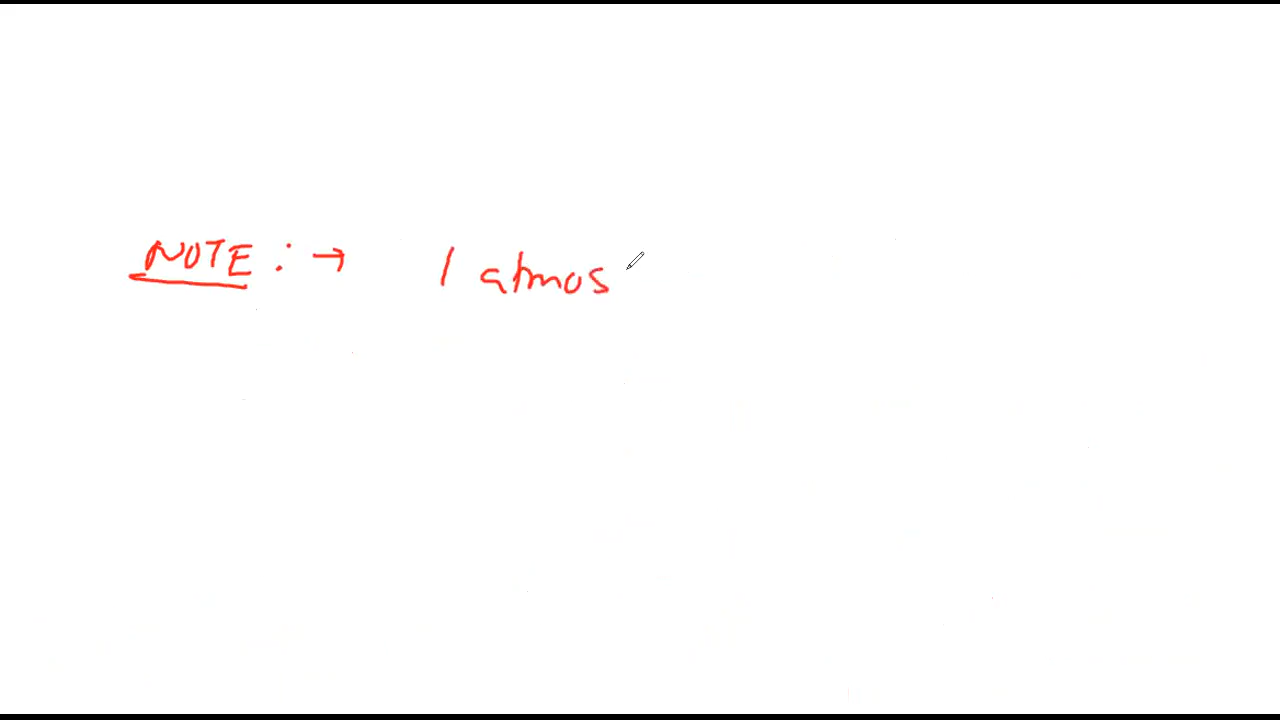 NOTE : → 1 atmos